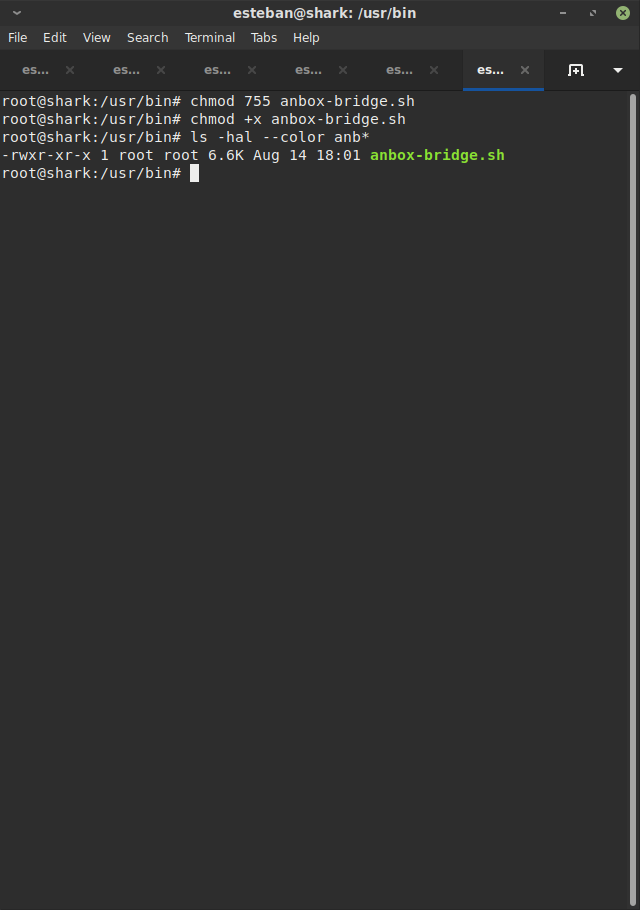 esteban@shark: /usr/bin
File Edit View Search Terminal Tabs Help
es... es... es... es... es... es...
root@shark:/usr/bin# chmod 755 anbox-bridge.sh
root@shark:/usr/bin# chmod +x anbox-bridge.sh
root@shark:/usr/bin# ls -hal --color anb*
-rwxr-xr-x 1 root root 6.6K Aug 14 18:01 anbox-bridge.sh
root@shark:/usr/bin#